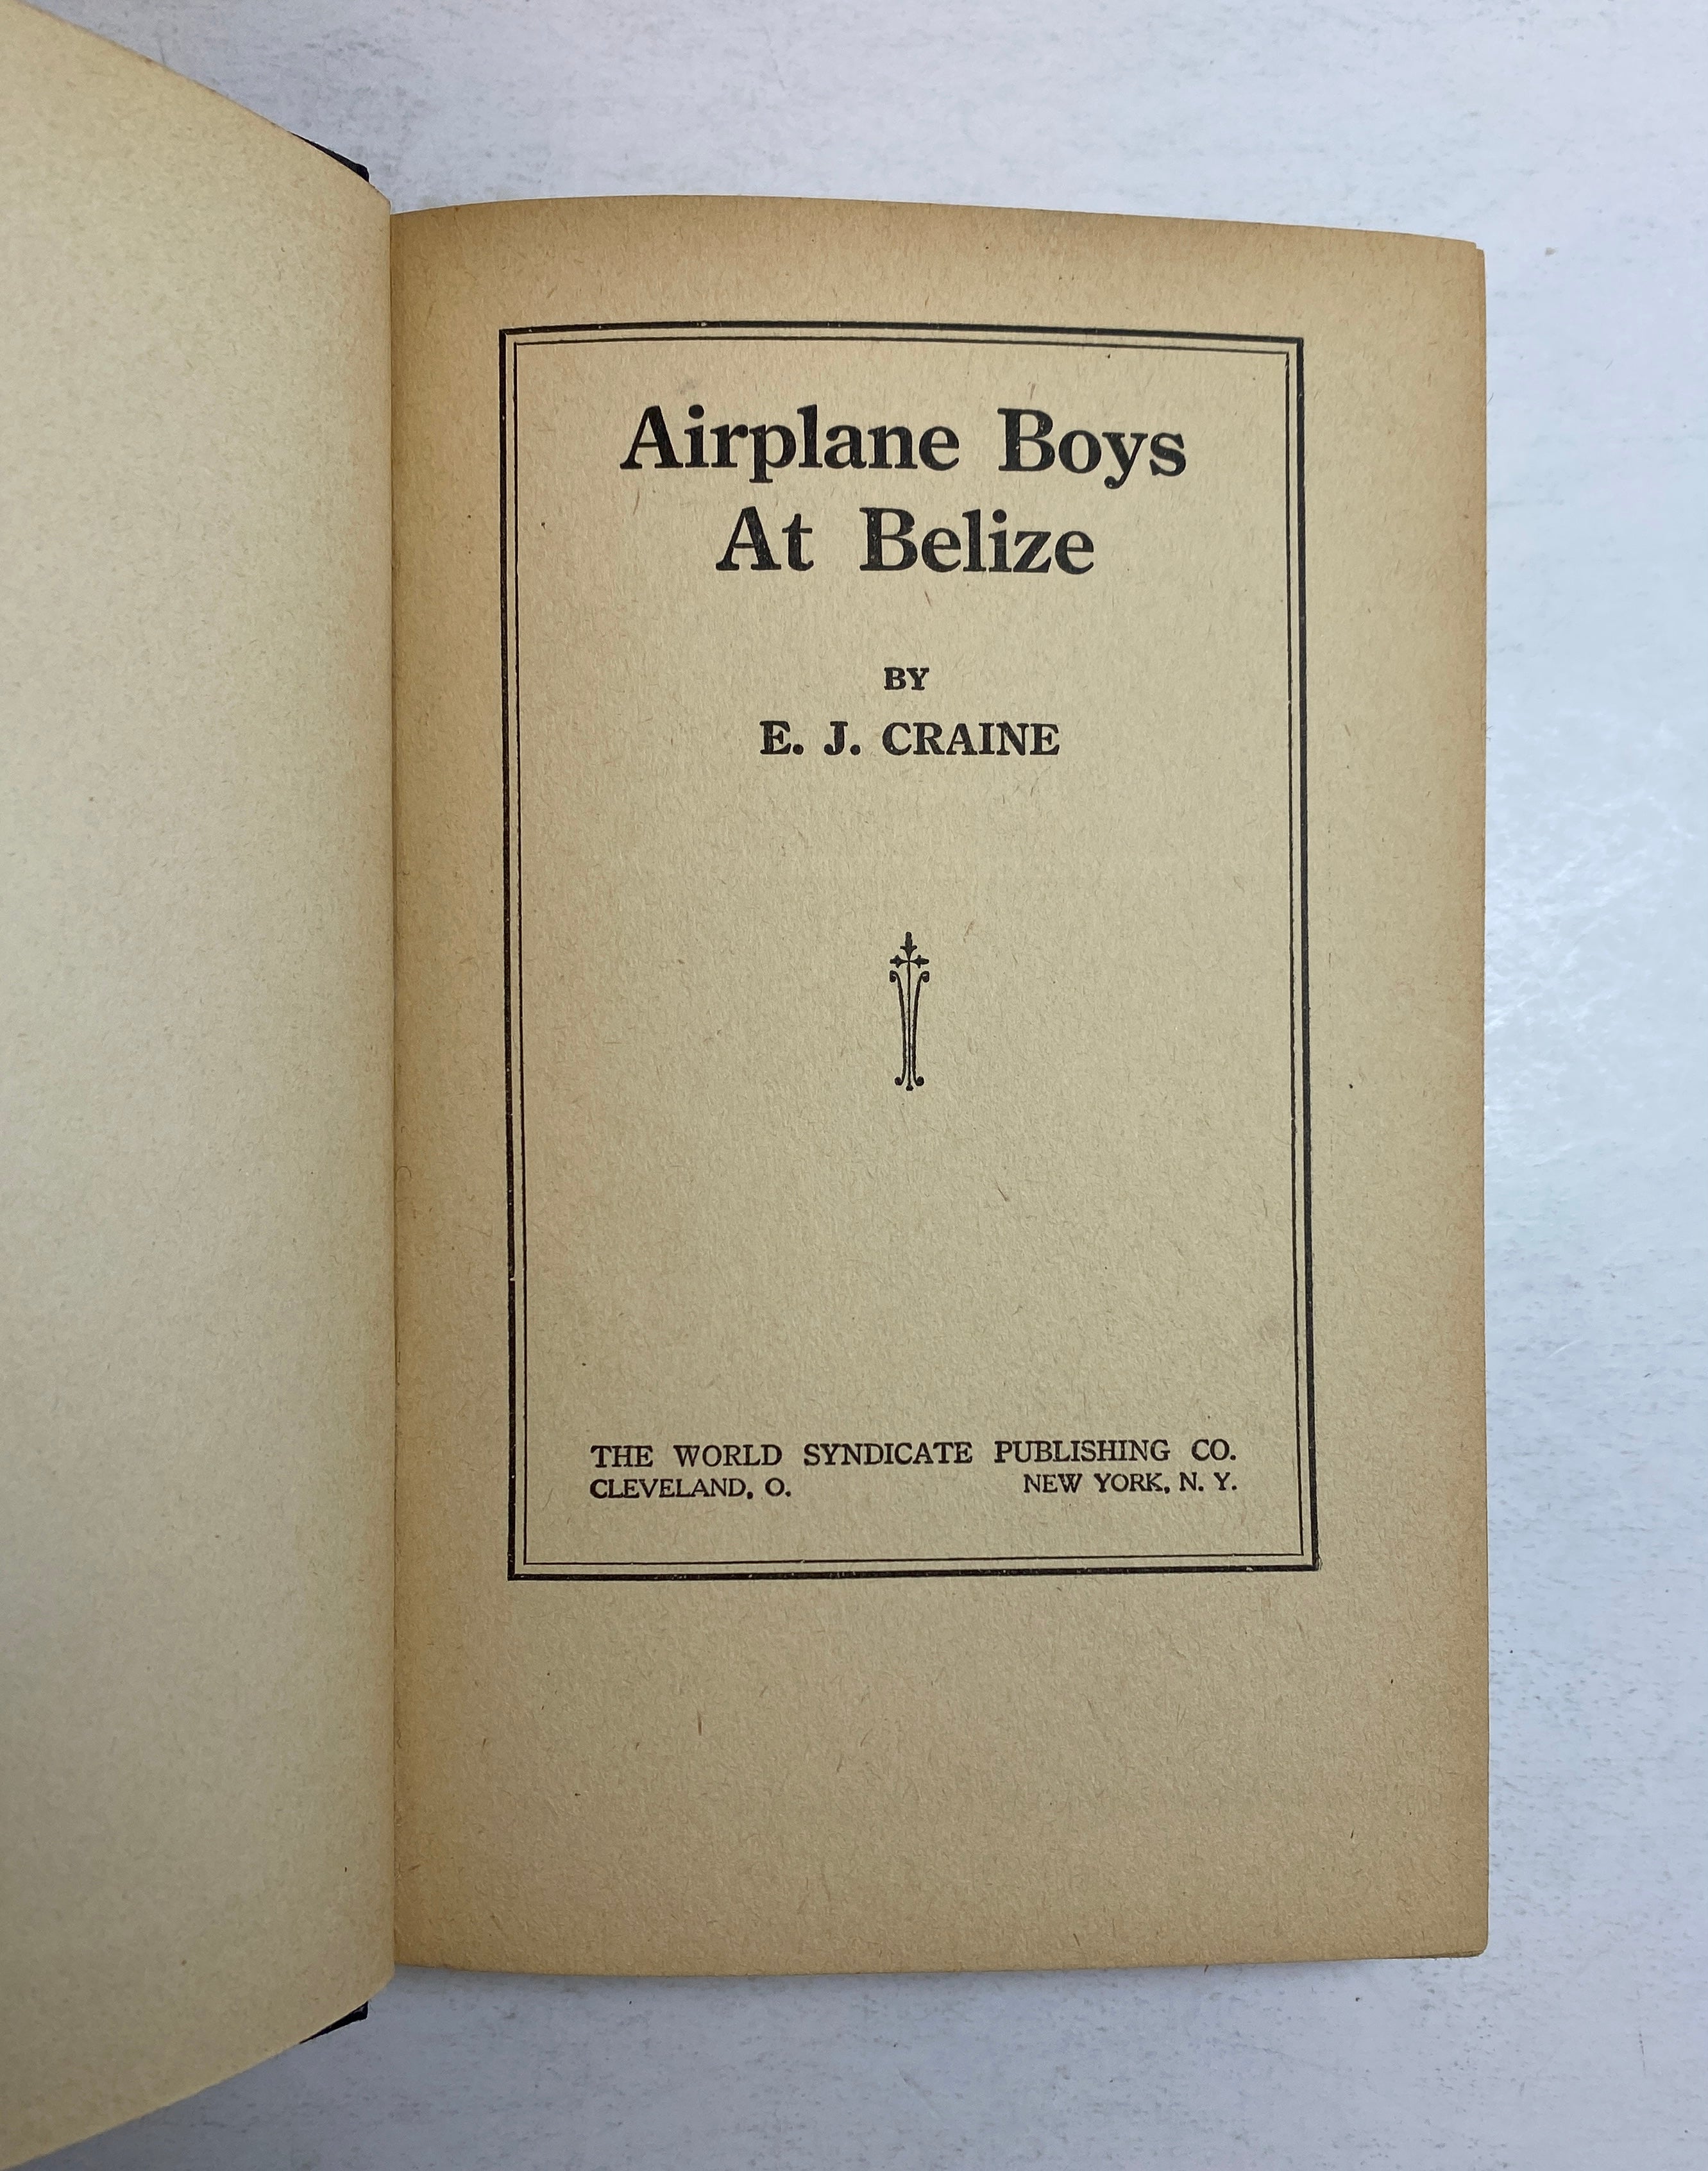 Airplane Boys
At Belize
BY
E. J. CRAINE
THE WORLD SYNDICATE PUBLISHING CO.
CLEVELAND, O. NEW YORK, N. Y.